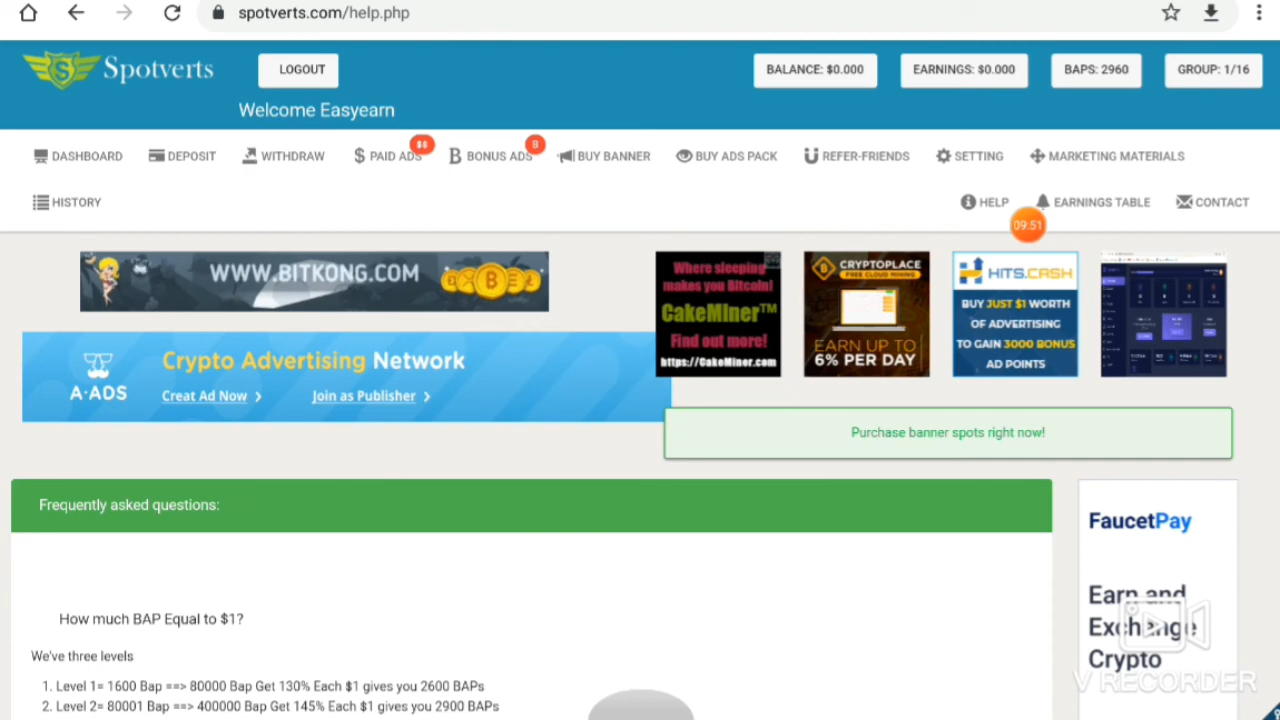 spotverts.com/help.php
Spotverts
LOGOUT
BALANCE: $0.000
EARNINGS: $0.000
BAPS: 2960
GROUP: 1/16
Welcome Easyearn
DASHBOARD
DEPOSIT
WITHDRAW
PAID ADS
$$
BONUS ADS
B
BUY BANNER
BUY ADS PACK
REFER-FRIENDS
SETTING
MARKETING MATERIALS
HISTORY
HELP
EARNINGS TABLE
CONTACT
09:51
WWW.BITKONG.COM
Where sleeping
makes you Bitcoin!
CakeMiner™
Find out more!
https://CakeMiner.com
CRYPTOPLACE
FREE CLOUD MINING
EARN UP TO
6% PER DAY
HITS.CASH
BUY JUST $1 WORTH
OF ADVERTISING
TO GAIN 3000 BONUS
AD POINTS
A-ADS
Crypto Advertising Network
Creat Ad Now
Join as Publisher
Purchase banner spots right now!
Frequently asked questions:
FaucetPay
Earn and
Exchange
Crypto
How much BAP Equal to $1?
We've three levels
1. Level 1= 1600 Bap ==> 80000 Bap Get 130% Each $1 gives you 2600 BAPs
2. Level 2= 80001 Bap ==> 400000 Bap Get 145% Each $1 gives you 2900 BAPs
V RECORDER